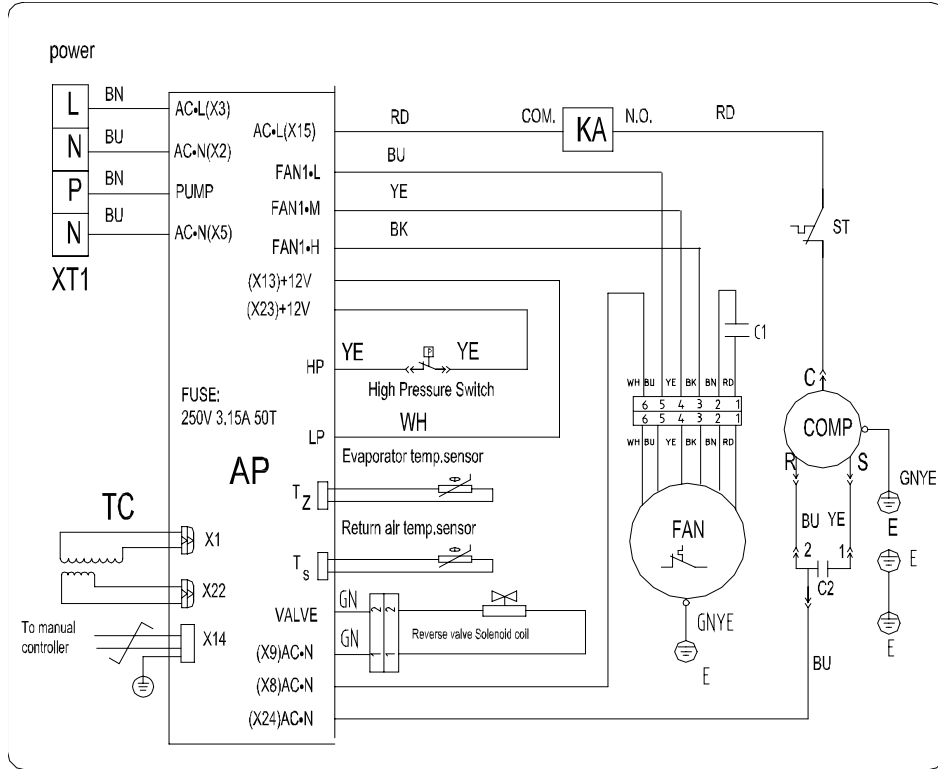 power
L BN AC•L(X3)
N BU AC•N(X2)
P BN PUMP
N BU AC•N(X5)
XT1
AC•L(X15) RD COM. KA N.O. RD
FAN1•L BU
FAN1•M YE
FAN1•H BK
ST
(X13)+12V
(X23)+12V
C1
HP YE P YE
High Pressure Switch
FUSE:
250V 3,15A 50T
LP WH
AP
Evaporator temp.sensor
TZ
Return air temp,sensor
Ts
TC
X1
X22
To manual
controller
X14
VALVE GN 2 2
(X9)AC•N GN 1 1
Reverse valve Solenoid coil
(X8)AC•N
(X24)AC•N
WH BU YE BK BN RD
6 5 4 3 2 1
6 5 4 3 2 1
WH BU YE BK BN RD
FAN
GNYE
E
C
COMP
R S
GNYE
E
BU YE
2 1
C2
E
E
BU